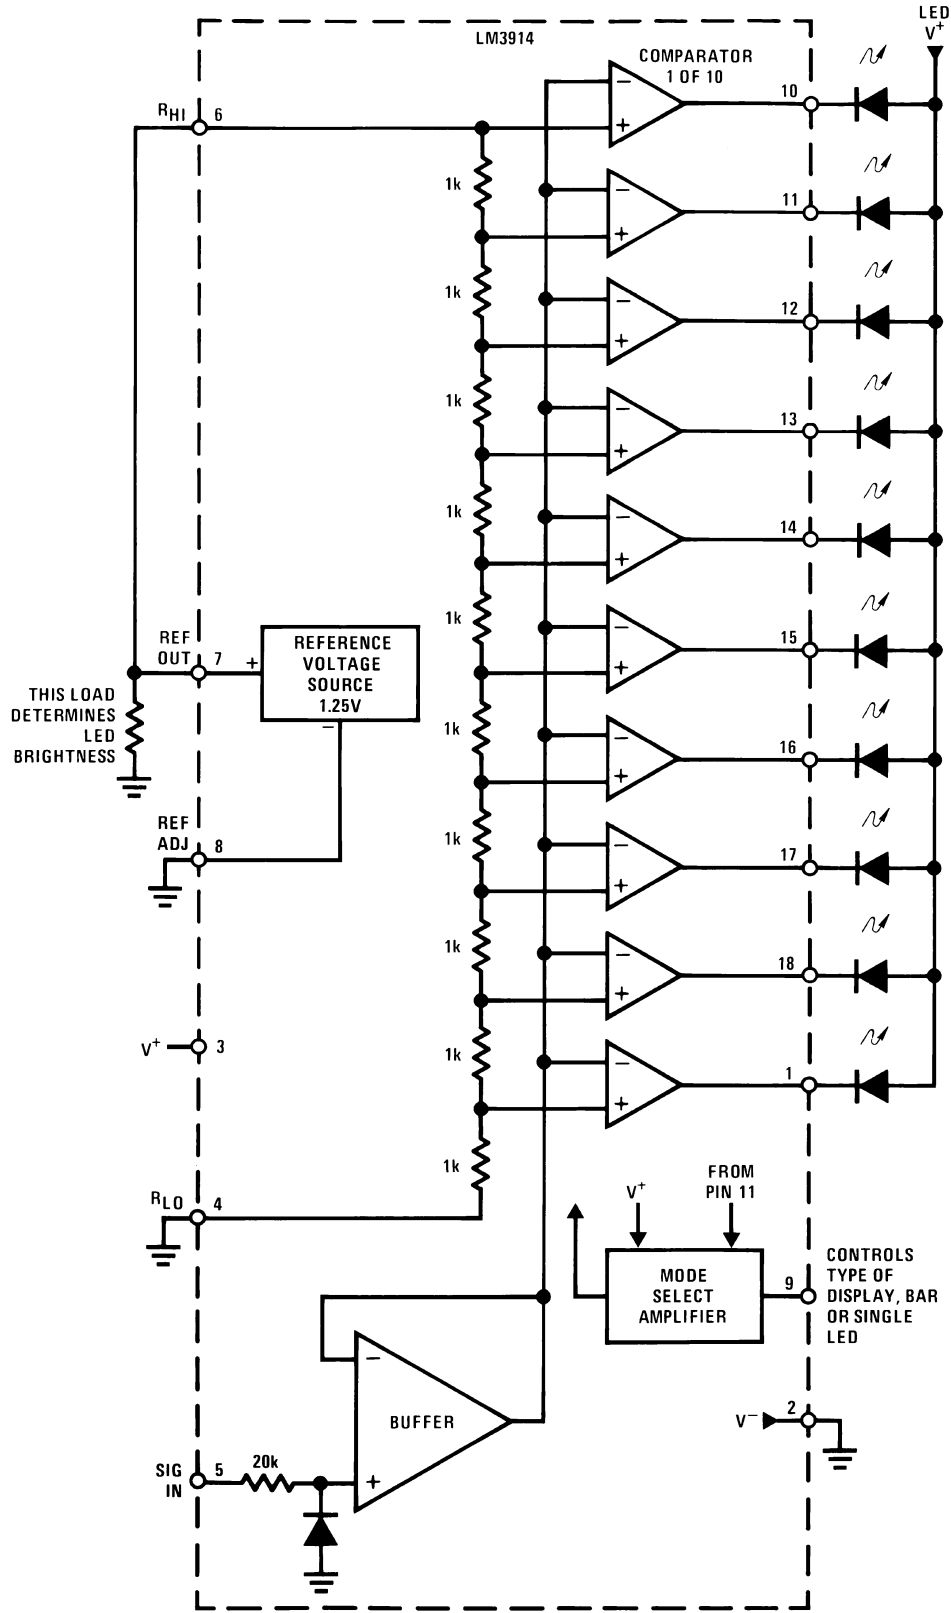 LED
V+
LM3914
COMPARATOR
1 OF 10
−
+
10
RHI
6
1k
−
+
11
1k
−
+
12
1k
−
+
13
1k
−
+
14
1k
−
+
15
REF
OUT
7
+
REFERENCE
VOLTAGE
SOURCE
1.25V
−
THIS LOAD
DETERMINES
LED
BRIGHTNESS
1k
−
+
16
REF
ADJ
8
1k
−
+
17
1k
−
+
18
V+
3
1k
−
+
1
1k
RLO
4
V+
FROM
PIN 11
MODE
SELECT
AMPLIFIER
9
CONTROLS
TYPE OF
DISPLAY, BAR
OR SINGLE
LED
−
BUFFER
+
V−
2
SIG
IN
5
20k